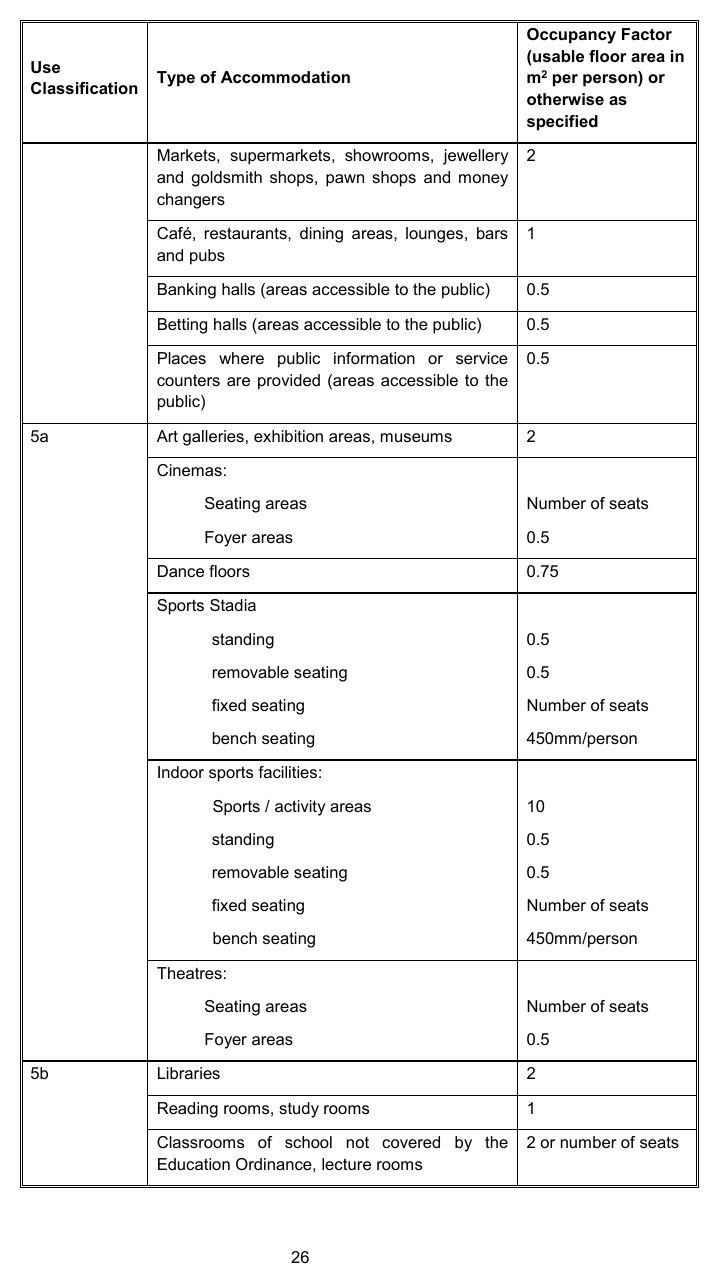 Use Classification | Type of Accommodation | Occupancy Factor (usable floor area in m² per person) or otherwise as specified
Markets, supermarkets, showrooms, jewellery
and goldsmith shops, pawn shops and money
changers | 2
Café, restaurants, dining areas, lounges, bars
and pubs | 1
Banking halls (areas accessible to the public) | 0.5
Betting halls (areas accessible to the public) | 0.5
Places where public information or service
counters are provided (areas accessible to the
public) | 0.5
5a | Art galleries, exhibition areas, museums | 2
Cinemas:
Seating areas | Number of seats
Foyer areas | 0.5
Dance floors | 0.75
Sports Stadia
standing | 0.5
removable seating | 0.5
fixed seating | Number of seats
bench seating | 450mm/person
Indoor sports facilities:
Sports / activity areas | 10
standing | 0.5
removable seating | 0.5
fixed seating | Number of seats
bench seating | 450mm/person
Theatres:
Seating areas | Number of seats
Foyer areas | 0.5
5b | Libraries | 2
Reading rooms, study rooms | 1
Classrooms of school not covered by the
Education Ordinance, lecture rooms | 2 or number of seats
26